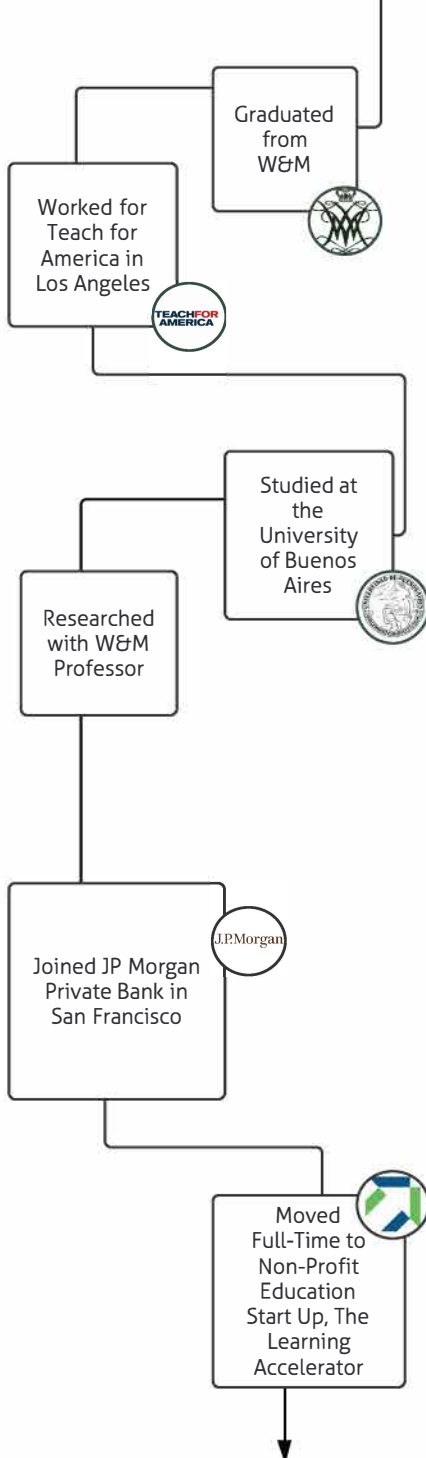 Graduated
from
W&M
Worked for
Teach for
America in
Los Angeles
TEACHFOR
AMERICA
Studied at
the
University
of Buenos
Aires
Researched
with W&M
Professor
J.P.Morgan
Joined JP Morgan
Private Bank in
San Francisco
Moved
Full-Time to
Non-Profit
Education
Start Up, The
Learning
Accelerator